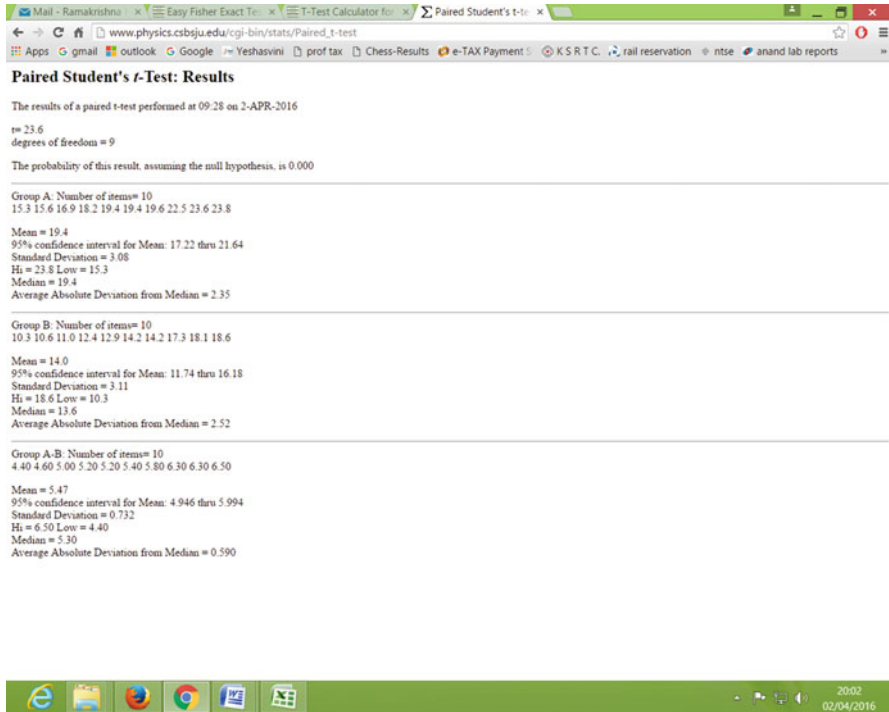 Mail - Ramakrishna
Easy Fisher Exact Te
T-Test Calculator for
Paired Student's t-te
www.physics.csbsju.edu/cgi-bin/stats/Paired_t-test
Apps gmail outlook Google Yeshasvini prof tax Chess-Results e-TAX Payment S K S R T C. rail reservation ntse anand lab reports »
Paired Student's t-Test: Results
The results of a paired t-test performed at 09:28 on 2-APR-2016
t= 23.6
degrees of freedom = 9
The probability of this result, assuming the null hypothesis, is 0.000
Group A: Number of items= 10
15.3 15.6 16.9 18.2 19.4 19.4 19.6 22.5 23.6 23.8
Mean = 19.4
95% confidence interval for Mean: 17.22 thru 21.64
Standard Deviation = 3.08
Hi = 23.8 Low = 15.3
Median = 19.4
Average Absolute Deviation from Median = 2.35
Group B: Number of items= 10
10.3 10.6 11.0 12.4 12.9 14.2 14.2 17.3 18.1 18.6
Mean = 14.0
95% confidence interval for Mean: 11.74 thru 16.18
Standard Deviation = 3.11
Hi = 18.6 Low = 10.3
Median = 13.6
Average Absolute Deviation from Median = 2.52
Group A-B: Number of items= 10
4.40 4.60 5.00 5.20 5.20 5.40 5.80 6.30 6.30 6.50
Mean = 5.47
95% confidence interval for Mean: 4.946 thru 5.994
Standard Deviation = 0.732
Hi = 6.50 Low = 4.40
Median = 5.30
Average Absolute Deviation from Median = 0.590
20:02
02/04/2016